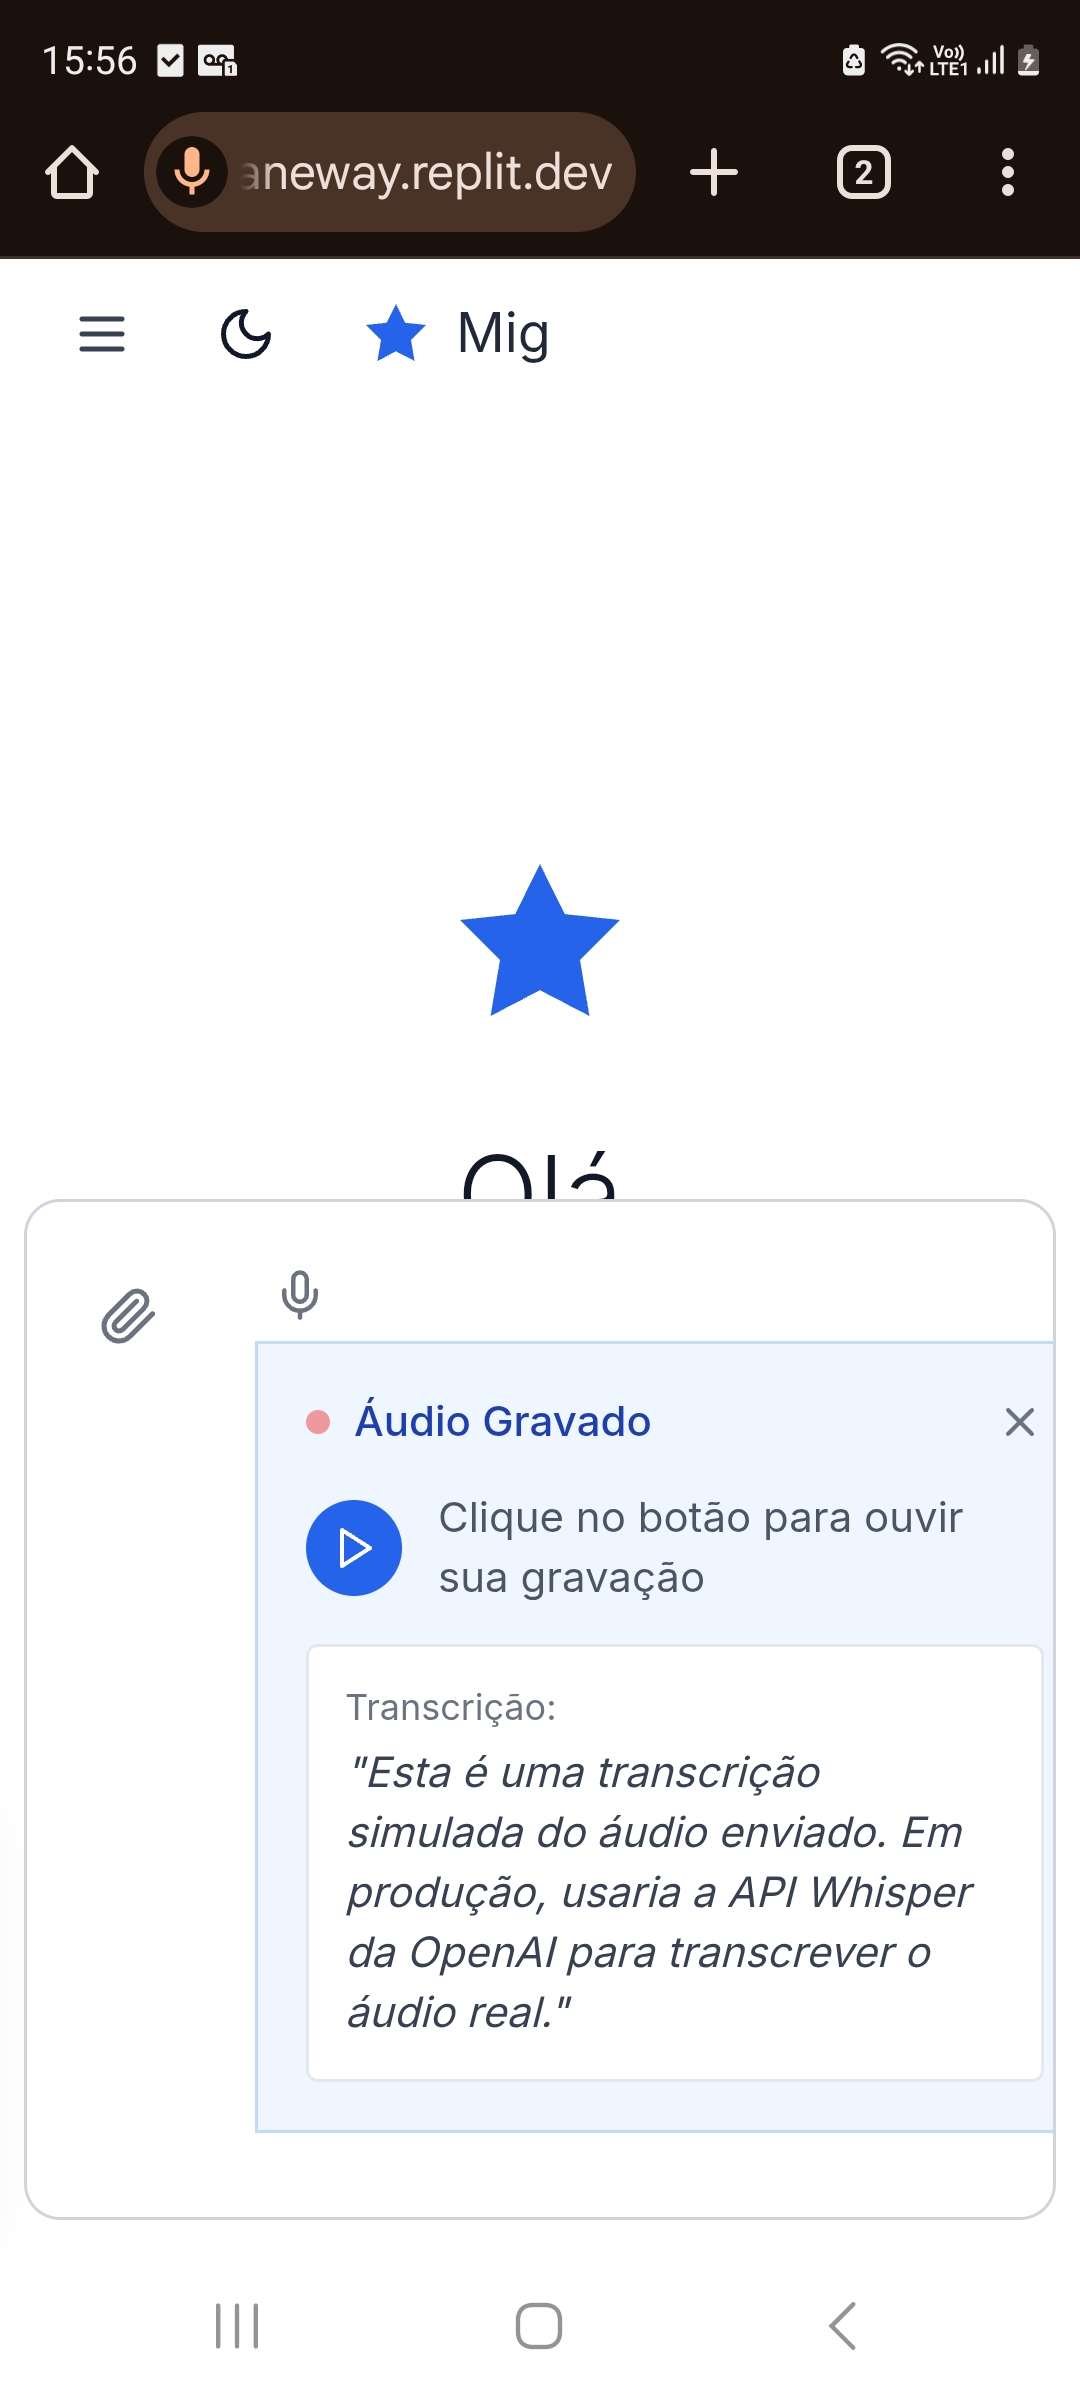 15:56
Vo))
LTE1
aneway.replit.dev
2
Mig
Olá
Áudio Gravado
Clique no botão para ouvir
sua gravação
Transcrição:
"Esta é uma transcrição
simulada do áudio enviado. Em
produção, usaria a API Whisper
da OpenAI para transcrever o
áudio real."